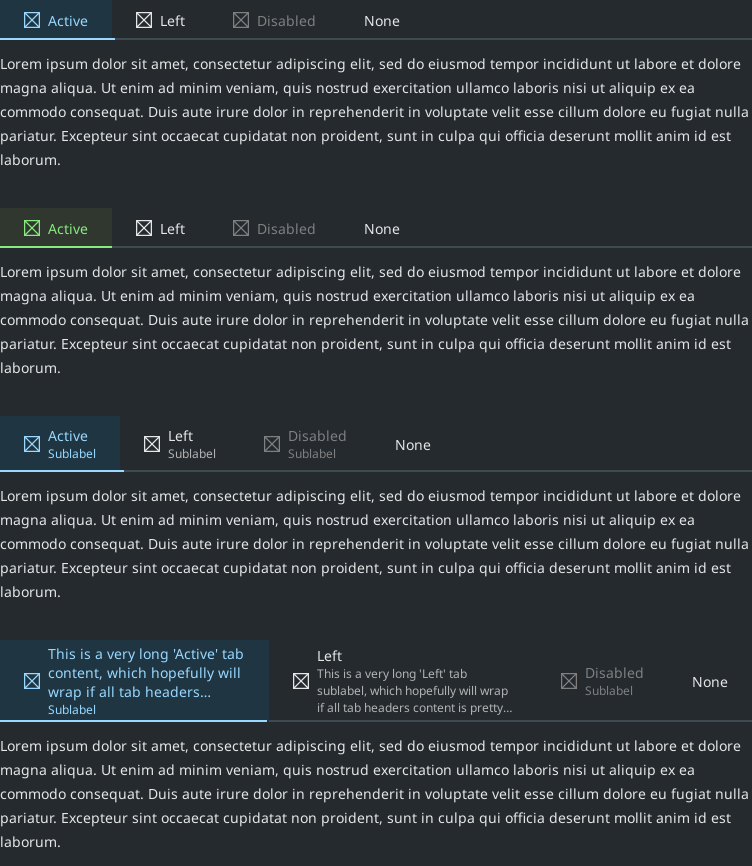 Active Left Disabled None
Lorem ipsum dolor sit amet, consectetur adipiscing elit, sed do eiusmod tempor incididunt ut labore et dolore
magna aliqua. Ut enim ad minim veniam, quis nostrud exercitation ullamco laboris nisi ut aliquip ex ea
commodo consequat. Duis aute irure dolor in reprehenderit in voluptate velit esse cillum dolore eu fugiat nulla
pariatur. Excepteur sint occaecat cupidatat non proident, sunt in culpa qui officia deserunt mollit anim id est
laborum.
Active Left Disabled None
Lorem ipsum dolor sit amet, consectetur adipiscing elit, sed do eiusmod tempor incididunt ut labore et dolore
magna aliqua. Ut enim ad minim veniam, quis nostrud exercitation ullamco laboris nisi ut aliquip ex ea
commodo consequat. Duis aute irure dolor in reprehenderit in voluptate velit esse cillum dolore eu fugiat nulla
pariatur. Excepteur sint occaecat cupidatat non proident, sunt in culpa qui officia deserunt mollit anim id est
laborum.
Active Left Disabled None
Sublabel Sublabel Sublabel
Lorem ipsum dolor sit amet, consectetur adipiscing elit, sed do eiusmod tempor incididunt ut labore et dolore
magna aliqua. Ut enim ad minim veniam, quis nostrud exercitation ullamco laboris nisi ut aliquip ex ea
commodo consequat. Duis aute irure dolor in reprehenderit in voluptate velit esse cillum dolore eu fugiat nulla
pariatur. Excepteur sint occaecat cupidatat non proident, sunt in culpa qui officia deserunt mollit anim id est
laborum.
This is a very long 'Active' tab
content, which hopefully will
wrap if all tab headers...
Sublabel
Left
This is a very long 'Left' tab
sublabel, which hopefully will wrap
if all tab headers content is pretty...
Disabled
Sublabel
None
Lorem ipsum dolor sit amet, consectetur adipiscing elit, sed do eiusmod tempor incididunt ut labore et dolore
magna aliqua. Ut enim ad minim veniam, quis nostrud exercitation ullamco laboris nisi ut aliquip ex ea
commodo consequat. Duis aute irure dolor in reprehenderit in voluptate velit esse cillum dolore eu fugiat nulla
pariatur. Excepteur sint occaecat cupidatat non proident, sunt in culpa qui officia deserunt mollit anim id est
laborum.